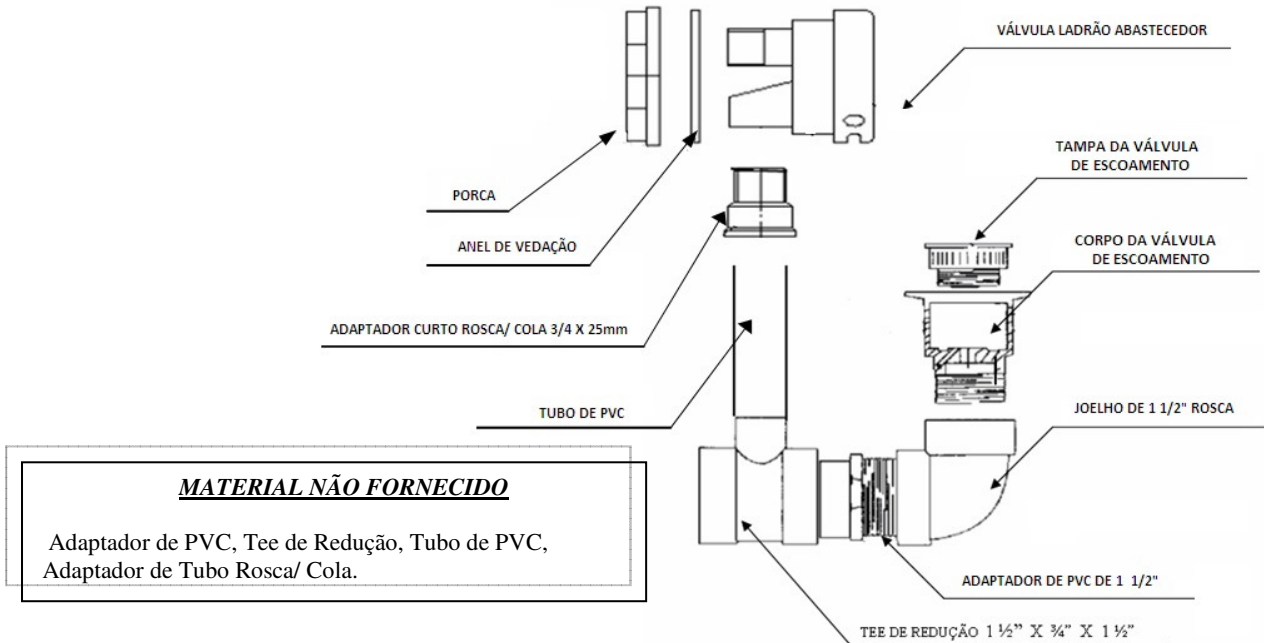 VÁLVULA LADRÃO ABASTECEDOR
TAMPA DA VÁLVULA
DE ESCOAMENTO
PORCA
ANEL DE VEDAÇÃO
CORPO DA VÁLVULA
DE ESCOAMENTO
ADAPTADOR CURTO ROSCA/ COLA 3/4 X 25mm
TUBO DE PVC
JOELHO DE 1 1/2" ROSCA
MATERIAL NÃO FORNECIDO
Adaptador de PVC, Tee de Redução, Tubo de PVC,
Adaptador de Tubo Rosca/ Cola.
ADAPTADOR DE PVC DE 1 1/2"
TEE DE REDUÇÃO 1 ½” X ¾” X 1 ½”